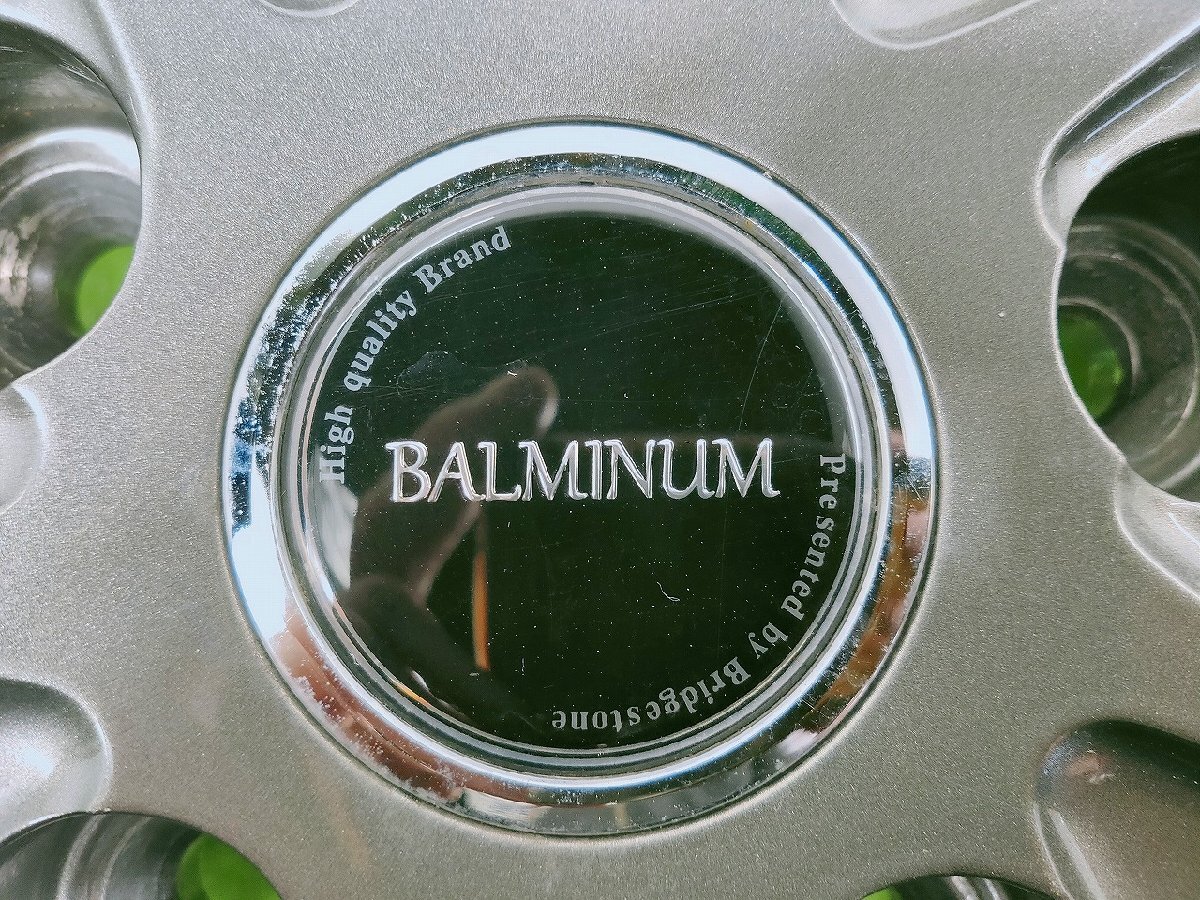 High quality Brand
BALMINUM
Presented by Bridgestone